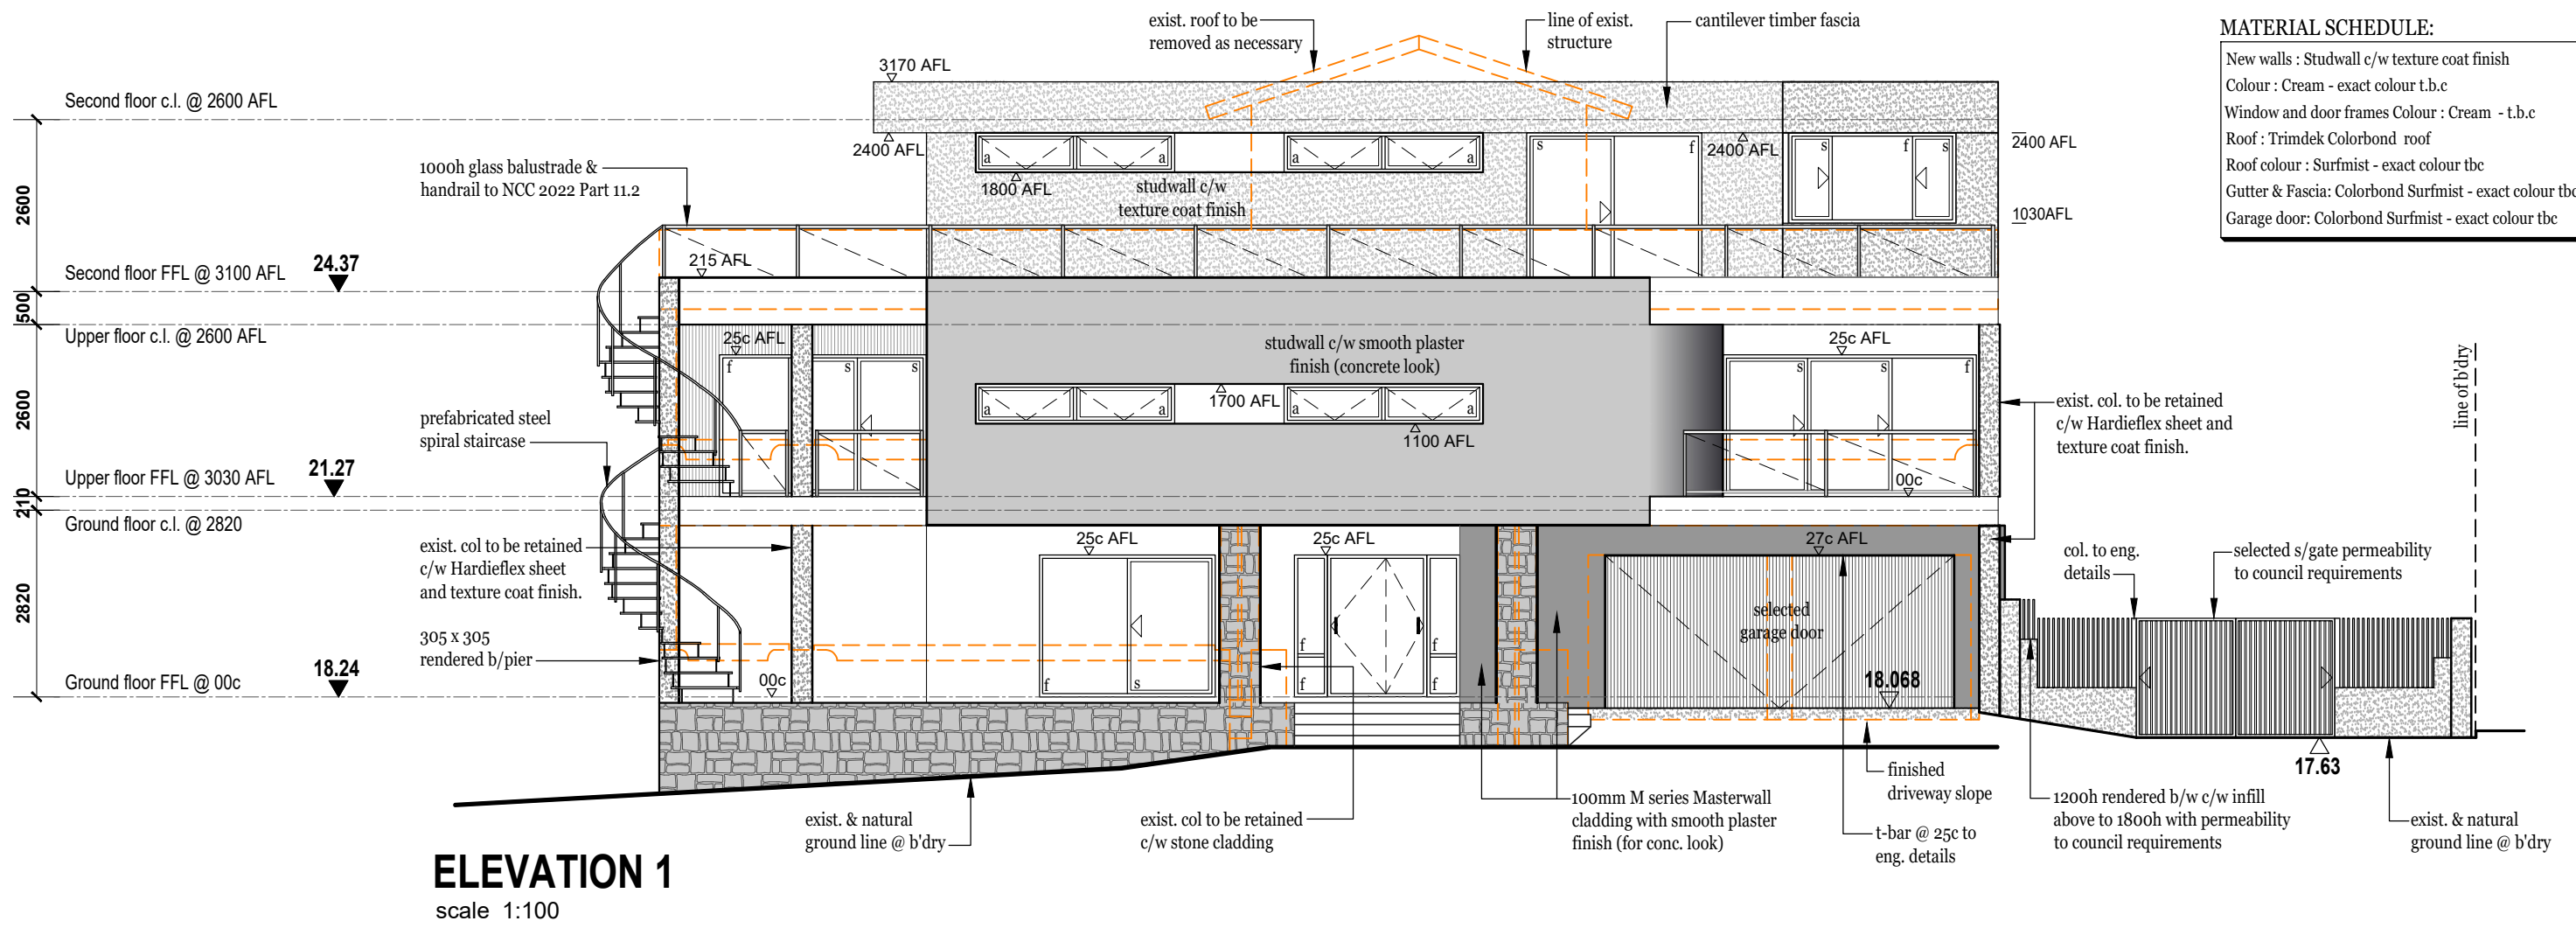 exist. roof to be
removed as necessary
line of exist.
structure
cantilever timber fascia
MATERIAL SCHEDULE:
New walls : Studwall c/w texture coat finish
Colour : Cream - exact colour t.b.c
Window and door frames Colour : Cream - t.b.c
Roof : Trimdek Colorbond roof
Roof colour : Surfmist - exact colour tbc
Gutter & Fascia: Colorbond Surfmist - exact colour tbc
Garage door: Colorbond Surfmist - exact colour tbc
3170 AFL
Second floor c.l. @ 2600 AFL
2400 AFL
2400 AFL
2400 AFL
a
a
a
a
s
f
s
f
s
1800 AFL
studwall c/w
texture coat finish
1030AFL
1000h glass balustrade &
handrail to NCC 2022 Part 11.2
2600
215 AFL
Second floor FFL @ 3100 AFL
24.37
500
Upper floor c.l. @ 2600 AFL
25c AFL
f
s
s
studwall c/w smooth plaster
finish (concrete look)
25c AFL
s
s
f
line of b'dry
a
a
a
a
1700 AFL
1100 AFL
2600
prefabricated steel
spiral staircase
exist. col. to be retained
c/w Hardieflex sheet and
texture coat finish.
Upper floor FFL @ 3030 AFL
21.27
00c
210
Ground floor c.l. @ 2820
exist. col to be retained
c/w Hardieflex sheet
and texture coat finish.
25c AFL
25c AFL
27c AFL
col. to eng.
details
selected s/gate permeability
to council requirements
2820
selected
garage door
305 x 305
rendered b/pier
Ground floor FFL @ 00c
18.24
00c
f
s
f
f
f
f
18.068
17.63
finished
driveway slope
exist. & natural
ground line @ b'dry
exist. col to be retained
c/w stone cladding
100mm M series Masterwall
cladding with smooth plaster
finish (for conc. look)
t-bar @ 25c to
eng. details
1200h rendered b/w c/w infill
above to 1800h with permeability
to council requirements
exist. & natural
ground line @ b'dry
ELEVATION 1
scale 1:100